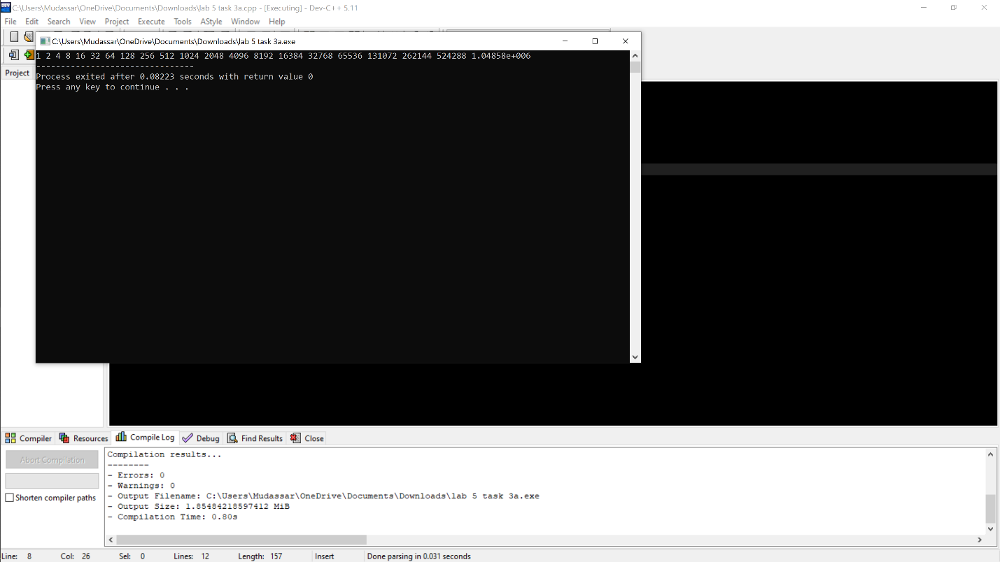 C:\Users\Mudassar\OneDrive\Documents\Downloads\lab 5 task 3a.cpp - [Executing] - Dev-C++ 5.11
File Edit Search View Project Execute Tools AStyle Window Help
C:\Users\Mudassar\OneDrive\Documents\Downloads\lab 5 task 3a.exe
1 2 4 8 16 32 64 128 256 512 1024 2048 4096 8192 16384 32768 65536 131072 262144 524288 1.04858e+006
--------------------------------
Process exited after 0.08223 seconds with return value 0
Press any key to continue . . .
Project
Compiler Resources Compile Log Debug Find Results Close
Abort Compilation
Shorten compiler paths
Compilation results...
--------
- Errors: 0
- Warnings: 0
- Output Filename: C:\Users\Mudassar\OneDrive\Documents\Downloads\lab 5 task 3a.exe
- Output Size: 1.85484218597412 MiB
- Compilation Time: 0.80s
Line: 8 Col: 26 Sel: 0 Lines: 12 Length: 157 Insert Done parsing in 0.031 seconds